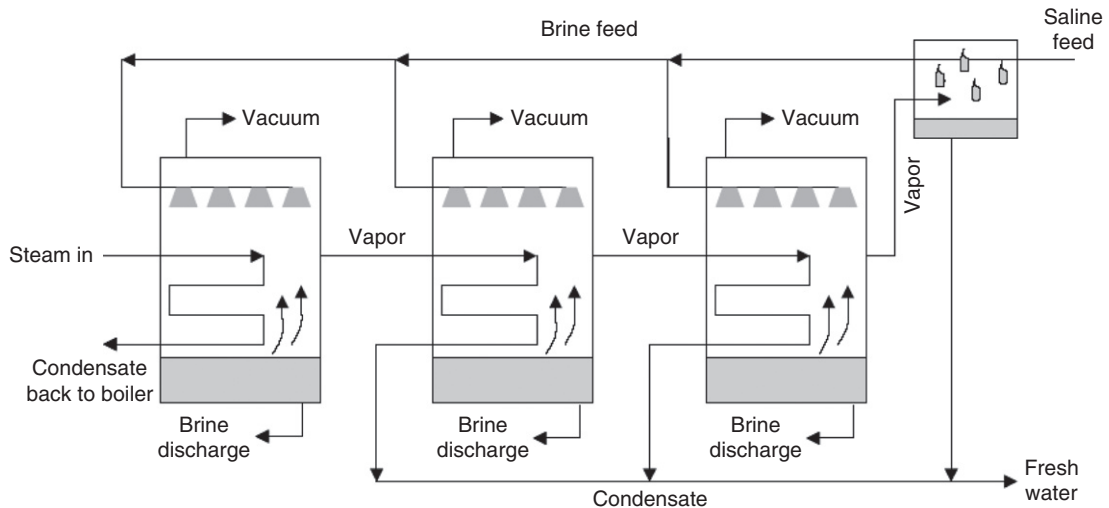 Brine feed
Saline
feed
Vacuum
Vacuum
Vacuum
Vapor
Steam in
Vapor
Vapor
Condensate
back to boiler
Brine
discharge
Brine
discharge
Brine
discharge
Condensate
Fresh
water